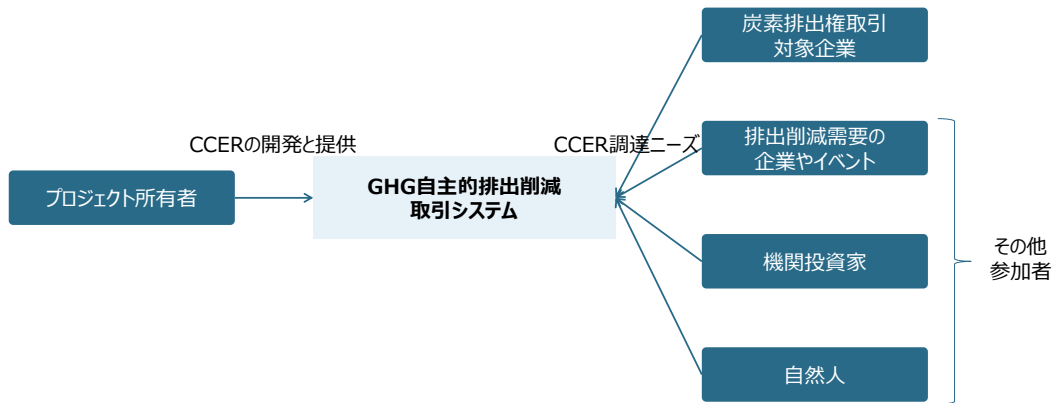 炭素排出権取引
対象企業
CCERの開発と提供
CCER調達ニーズ
排出削減需要の
企業やイベント
プロジェクト所有者
GHG自主的排出削減
取引システム
機関投資家
その他
参加者
自然人